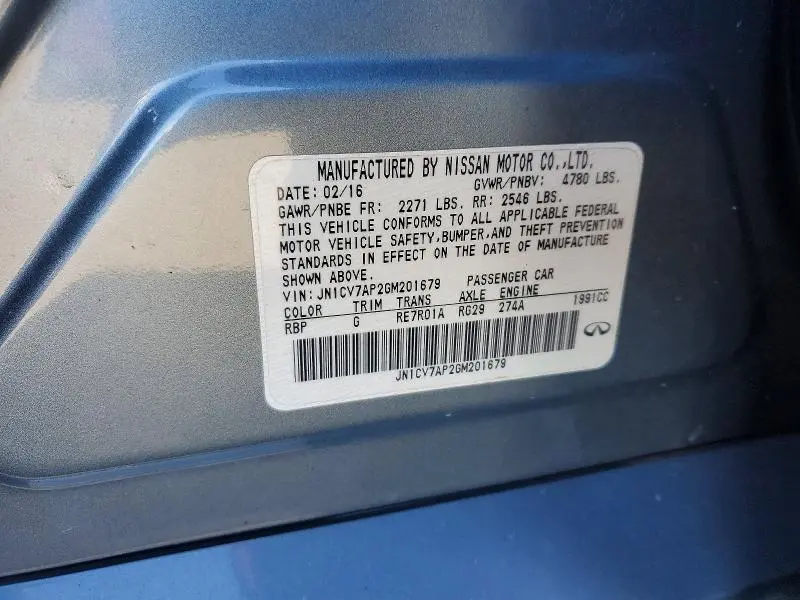 MANUFACTURED BY NISSAN MOTOR CO.,LTD.
DATE: 02/16 GVWR/PNBV: 4780 LBS.
GAWR/PNBE FR: 2271 LBS. RR: 2546 LBS.
THIS VEHICLE CONFORMS TO ALL APPLICABLE FEDERAL
MOTOR VEHICLE SAFETY,BUMPER,AND THEFT PREVENTION
STANDARDS IN EFFECT ON THE DATE OF MANUFACTURE
SHOWN ABOVE.
VIN: JN1CV7AP2GM201679 PASSENGER CAR
COLOR TRIM TRANS AXLE ENGINE
RBP G RE7R01A RG29 274A 1991CC
JN1CV7AP2GM201679